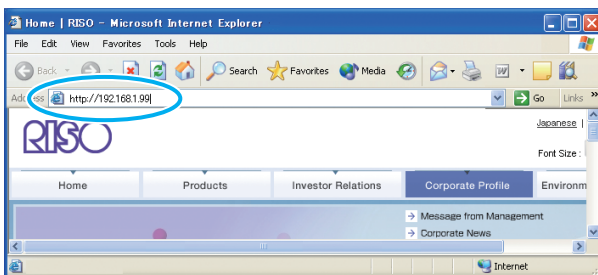 Home | RISO - Microsoft Internet Explorer
File Edit View Favorites Tools Help
Back Search Favorites Media
Address http://192.168.1.99 Go Links »
RISO
Japanese |
Font Size :
Home Products Investor Relations Corporate Profile Environm
Message from Management
Corporate News
Internet